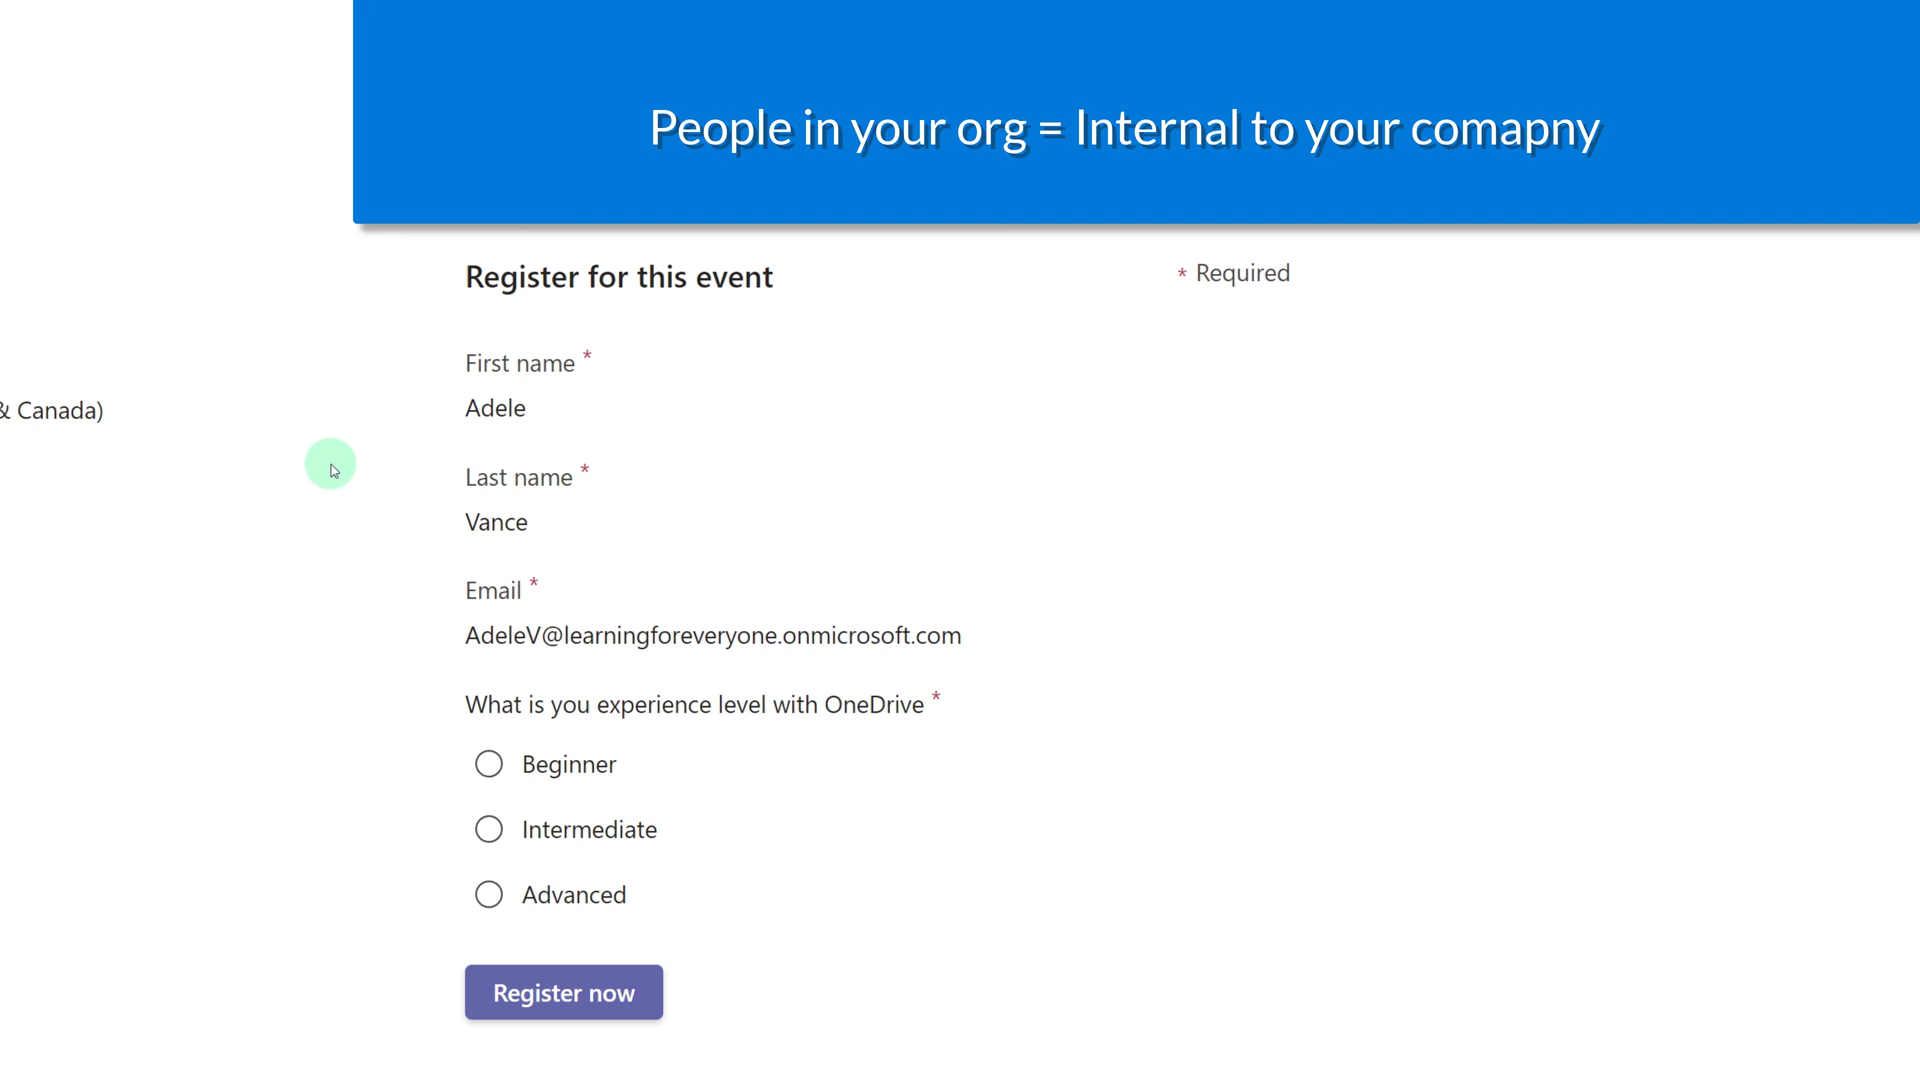 People in your org = Internal to your comapny
Register for this event
* Required
First name *
Adele
& Canada)
Last name *
Vance
Email *
AdeleV@learningforeveryone.onmicrosoft.com
What is you experience level with OneDrive *
Beginner
Intermediate
Advanced
Register now